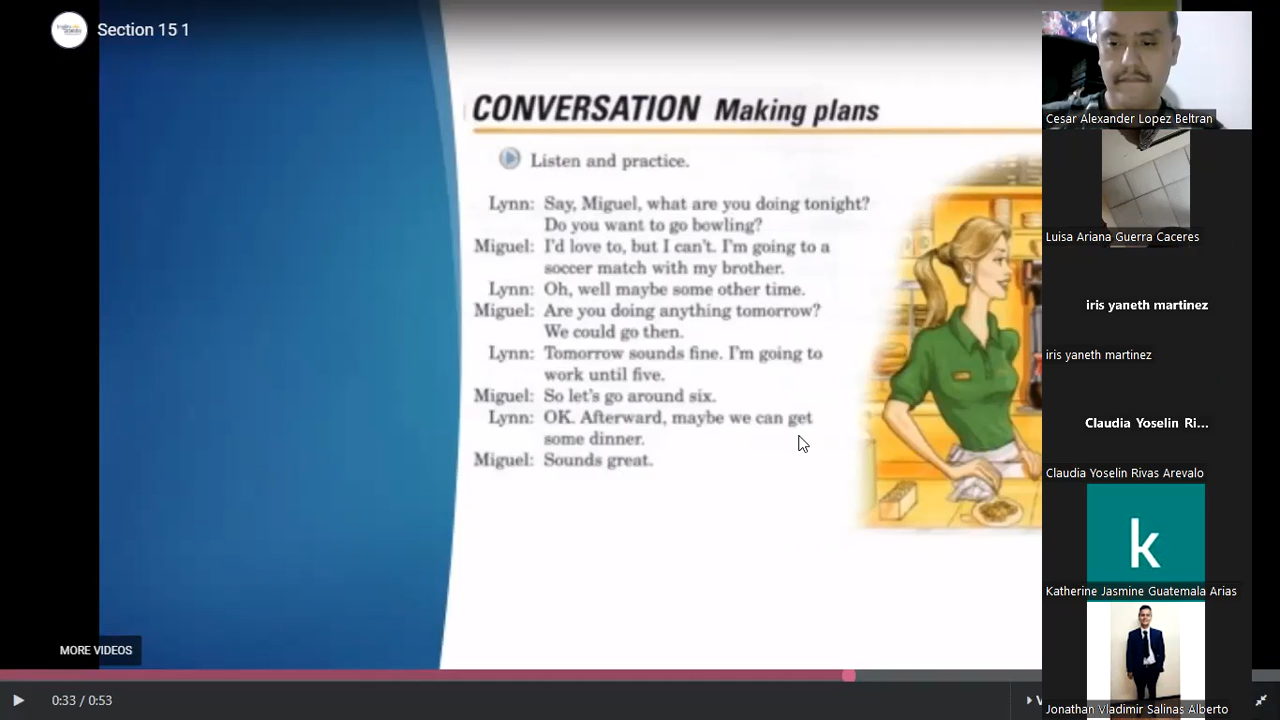 Section 15 1
CONVERSATION Making plans
Listen and practice.
Lynn: Say, Miguel, what are you doing tonight?
Do you want to go bowling?
Miguel: I'd love to, but I can't. I'm going to a
soccer match with my brother.
Lynn: Oh, well maybe some other time.
Miguel: Are you doing anything tomorrow?
We could go then.
Lynn: Tomorrow sounds fine. I'm going to
work until five.
Miguel: So let's go around six.
Lynn: OK. Afterward, maybe we can get
some dinner.
Miguel: Sounds great.
MORE VIDEOS
0:33 / 0:53
Cesar Alexander Lopez Beltran
Luisa Ariana Guerra Caceres
iris yaneth martinez
iris yaneth martinez
Claudia Yoselin Ri...
Claudia Yoselin Rivas Arevalo
k
Katherine Jasmine Guatemala Arias
Jonathan Vladimir Salinas Alberto